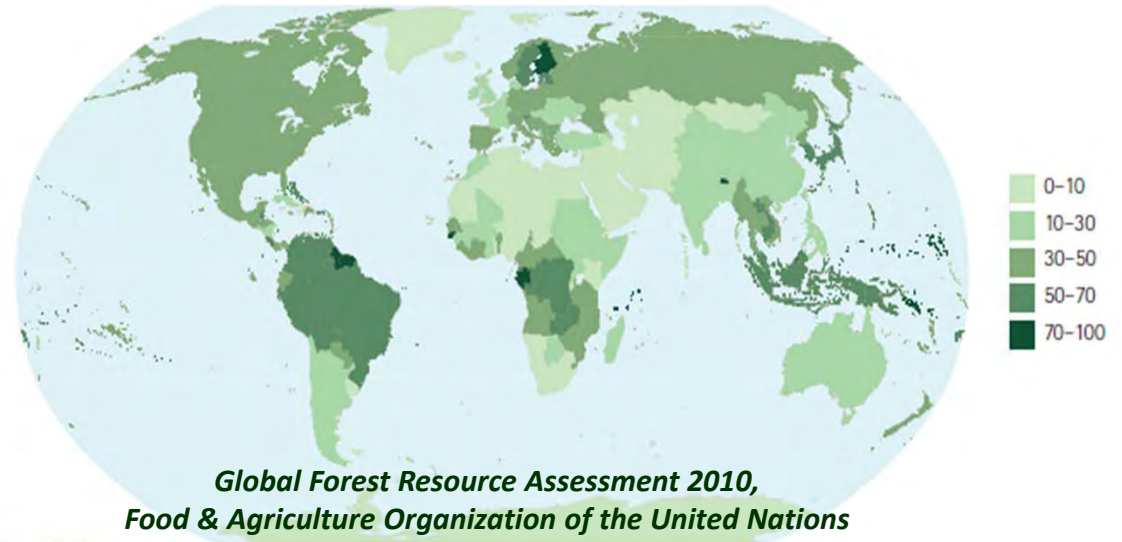 0-10
10-30
30-50
50-70
70-100
Global Forest Resource Assessment 2010,
Food & Agriculture Organization of the United Nations